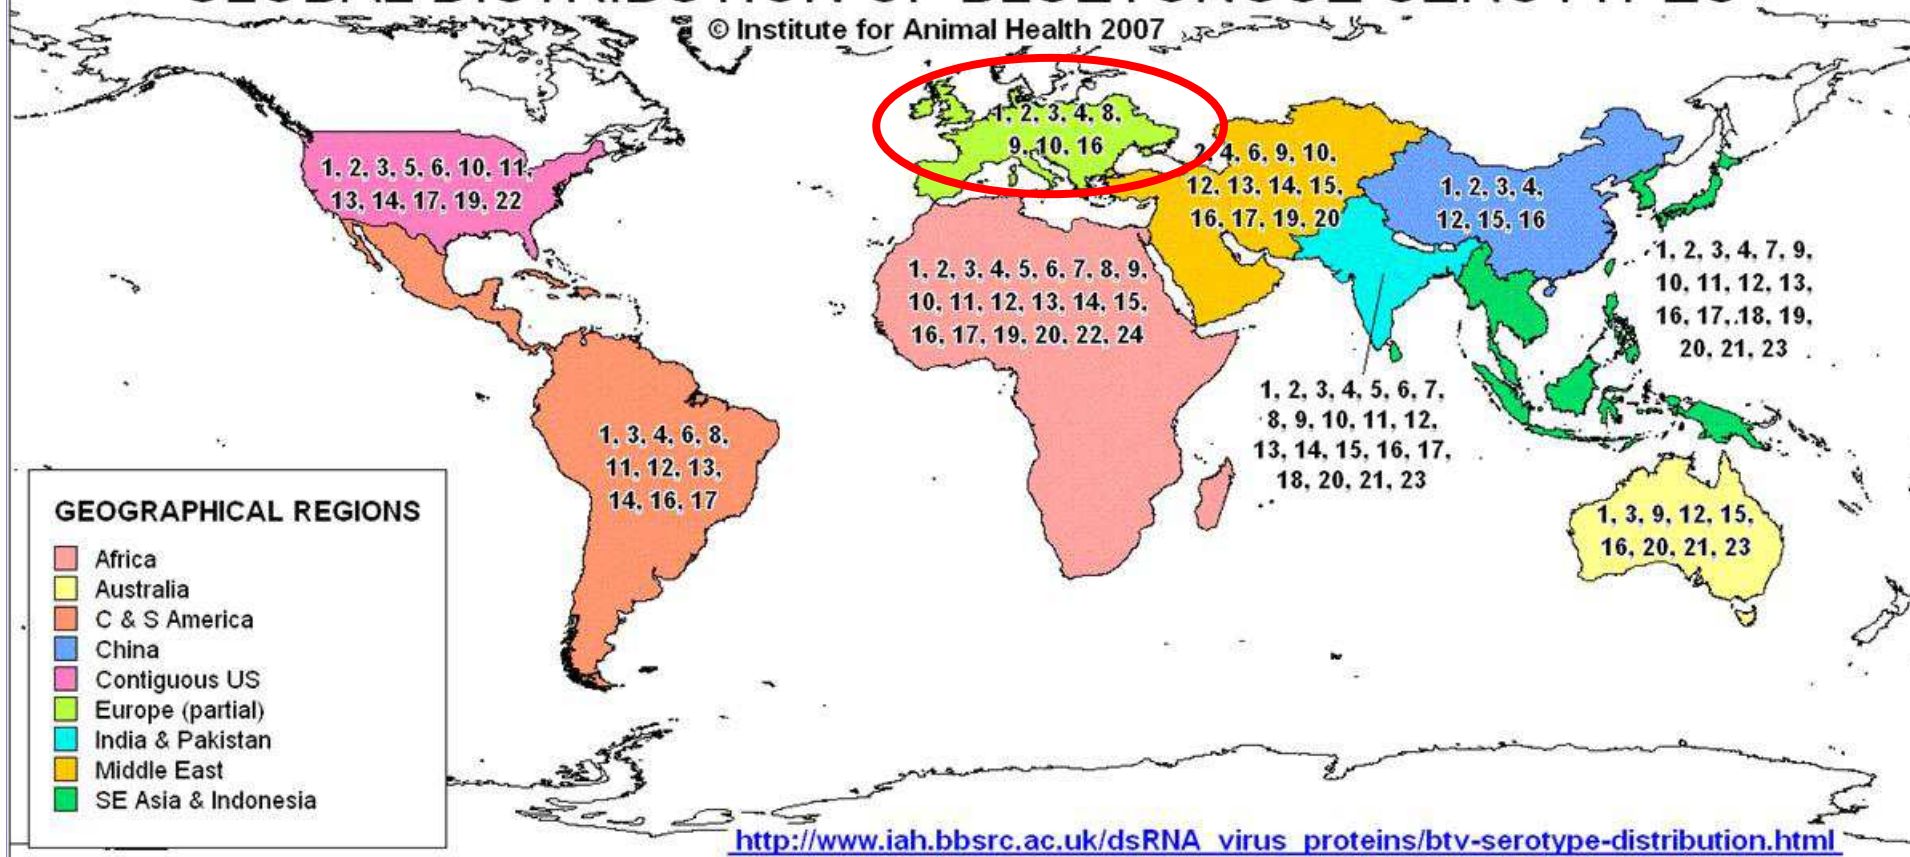 © Institute for Animal Health 2007
1, 2, 3, 4, 8,
9, 10, 16
2, 4, 6, 9, 10,
12, 13, 14, 15,
16, 17, 19, 20
1, 2, 3, 5, 6, 10, 11,
13, 14, 17, 19, 22
1, 2, 3, 4,
12, 15, 16
1, 2, 3, 4, 7, 9,
10, 11, 12, 13,
16, 17, 18, 19,
20, 21, 23
1, 2, 3, 4, 5, 6, 7, 8, 9,
10, 11, 12, 13, 14, 15,
16, 17, 19, 20, 22, 24
1, 2, 3, 4, 5, 6, 7,
8, 9, 10, 11, 12,
13, 14, 15, 16, 17,
18, 20, 21, 23
1, 3, 4, 6, 8,
11, 12, 13,
14, 16, 17
1, 3, 9, 12, 15,
16, 20, 21, 23
GEOGRAPHICAL REGIONS
Africa
Australia
C & S America
China
Contiguous US
Europe (partial)
India & Pakistan
Middle East
SE Asia & Indonesia
http://www.iah.bbsrc.ac.uk/dsRNA_virus_proteins/btv-serotype-distribution.html